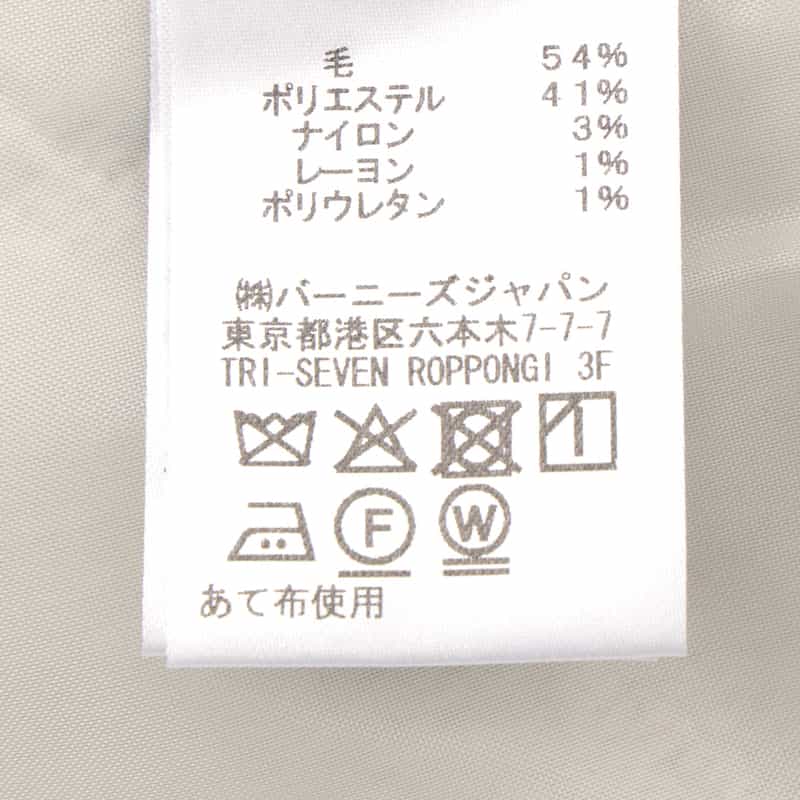 毛 54%
ポリエステル 41%
ナイロン 3%
レーヨン 1%
ポリウレタン 1%
㈱バーニーズジャパン
東京都港区六本木7-7-7
TRI-SEVEN ROPPONGI 3F
F W
あて布使用